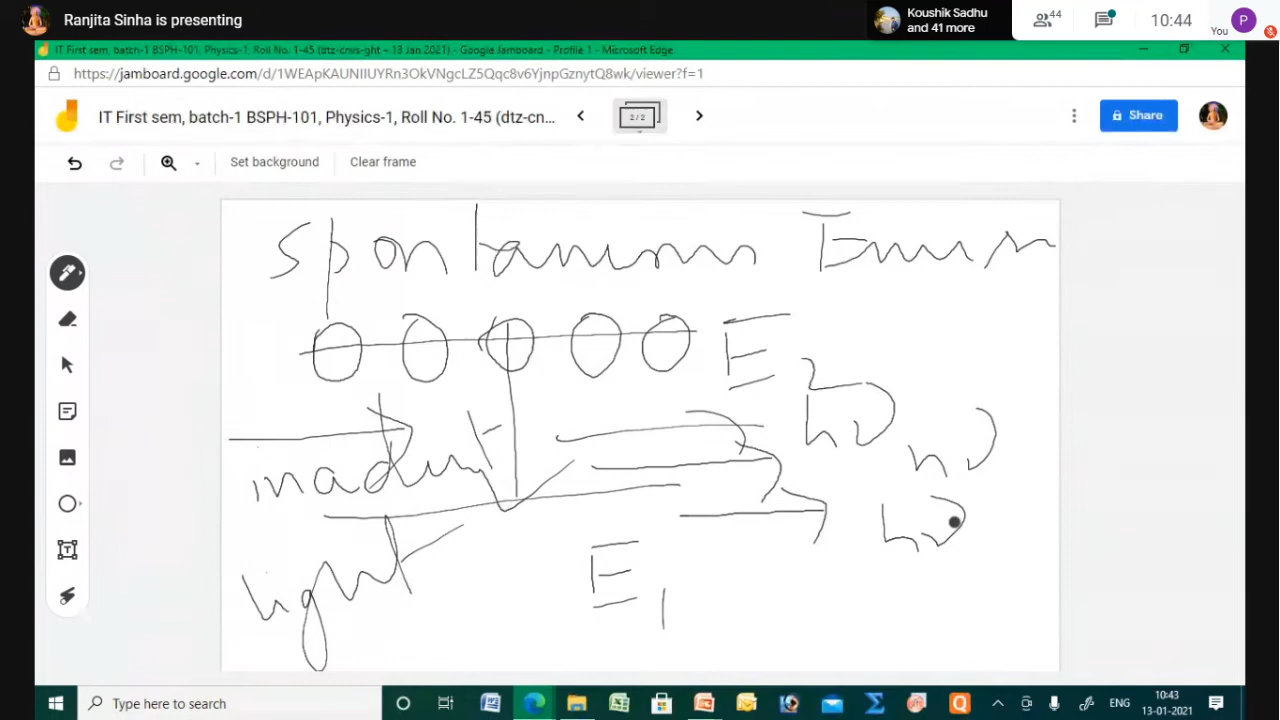 Ranjita Sinha is presenting
Koushik Sadhu
and 41 more
44
10:44
P
You
IT First sem, batch-1 BSPH-101, Physics-1, Roll No. 1-45 (dtz-cnws-ght - 13 Jan 2021) - Google Jamboard - Profile 1 - Microsoft Edge
https://jamboard.google.com/d/1WEApKAUNIIUYRn3OkVNgcLZ5Qqc8v6YjnpGznytQ8wk/viewer?f=1
IT First sem, batch-1 BSPH-101, Physics-1, Roll No. 1-45 (dtz-cn...
2/2
Share
Set background
Clear frame
E2
hν
hν
hν
light
E1
Type here to search
ENG
10:43
13-01-2021